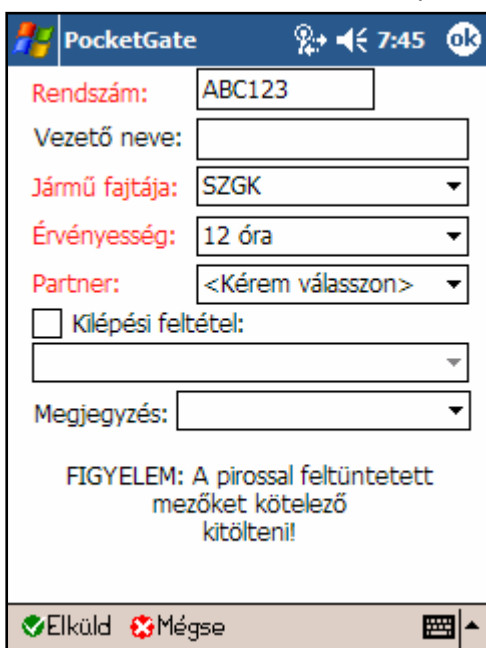 PocketGate 7:45 ok
Rendszám: ABC123
Vezető neve:
Jármű fajtája: SZGK
Érvényesség: 12 óra
Partner: <Kérem válasszon>
Kilépési feltétel:
Megjegyzés:
FIGYELEM: A pirossal feltüntetett
mezőket kötelező
kitölteni!
Elküld Mégse